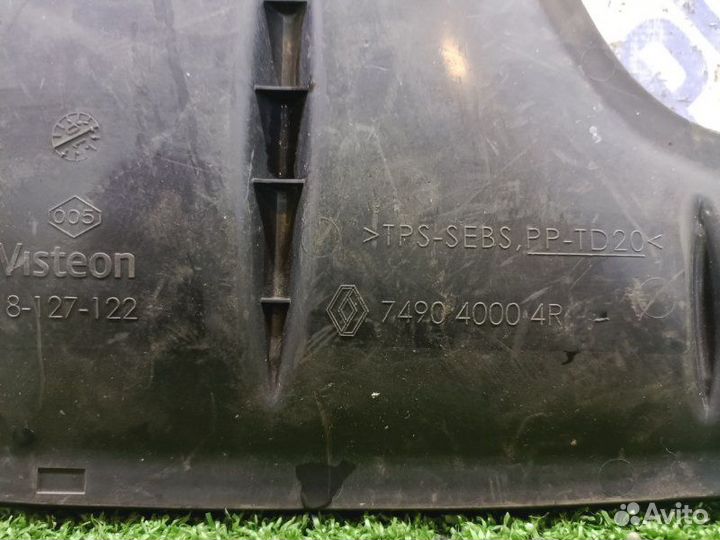 005
Visteon
8-127-122
>TPS-SEBS, PP-TD20<
7490 4000 4R -
Avito